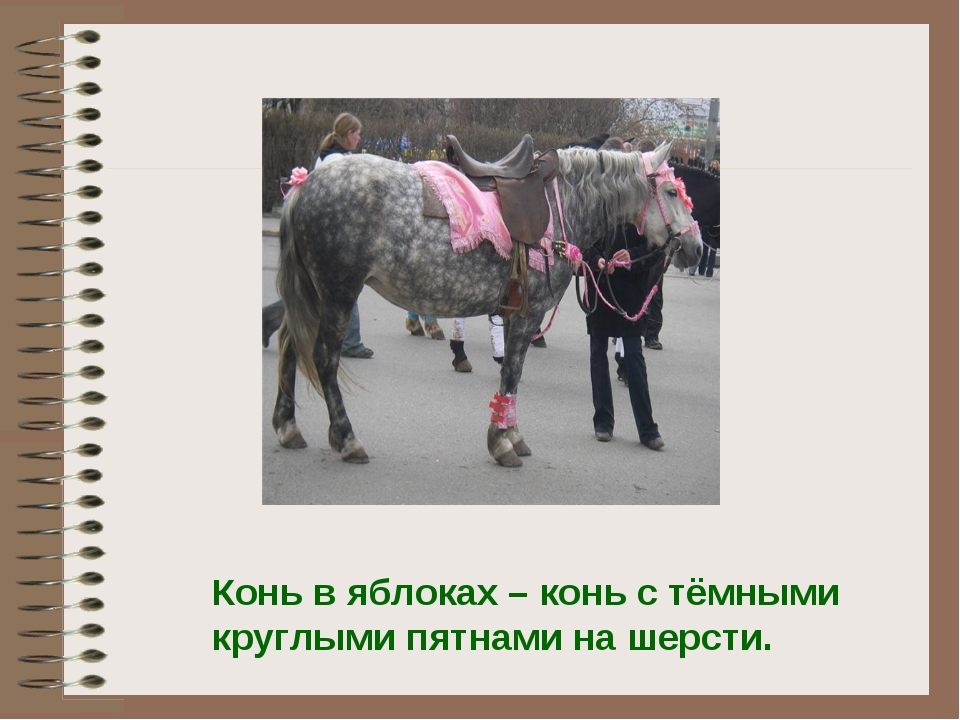 Конь в яблоках – конь с тёмными
круглыми пятнами на шерсти.